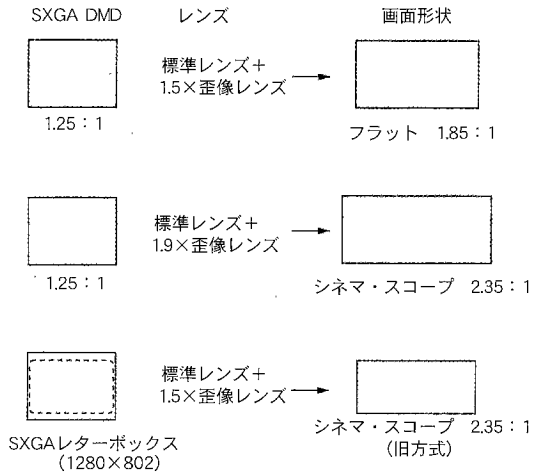 SXGA DMD レンズ 画面形状
標準レンズ＋
1.5×歪像レンズ
1.25：1
フラット 1.85：1
標準レンズ＋
1.9×歪像レンズ
1.25：1
シネマ・スコープ 2.35：1
標準レンズ＋
1.5×歪像レンズ
SXGAレターボックス
（1280×802）
シネマ・スコープ 2.35：1
（旧方式）